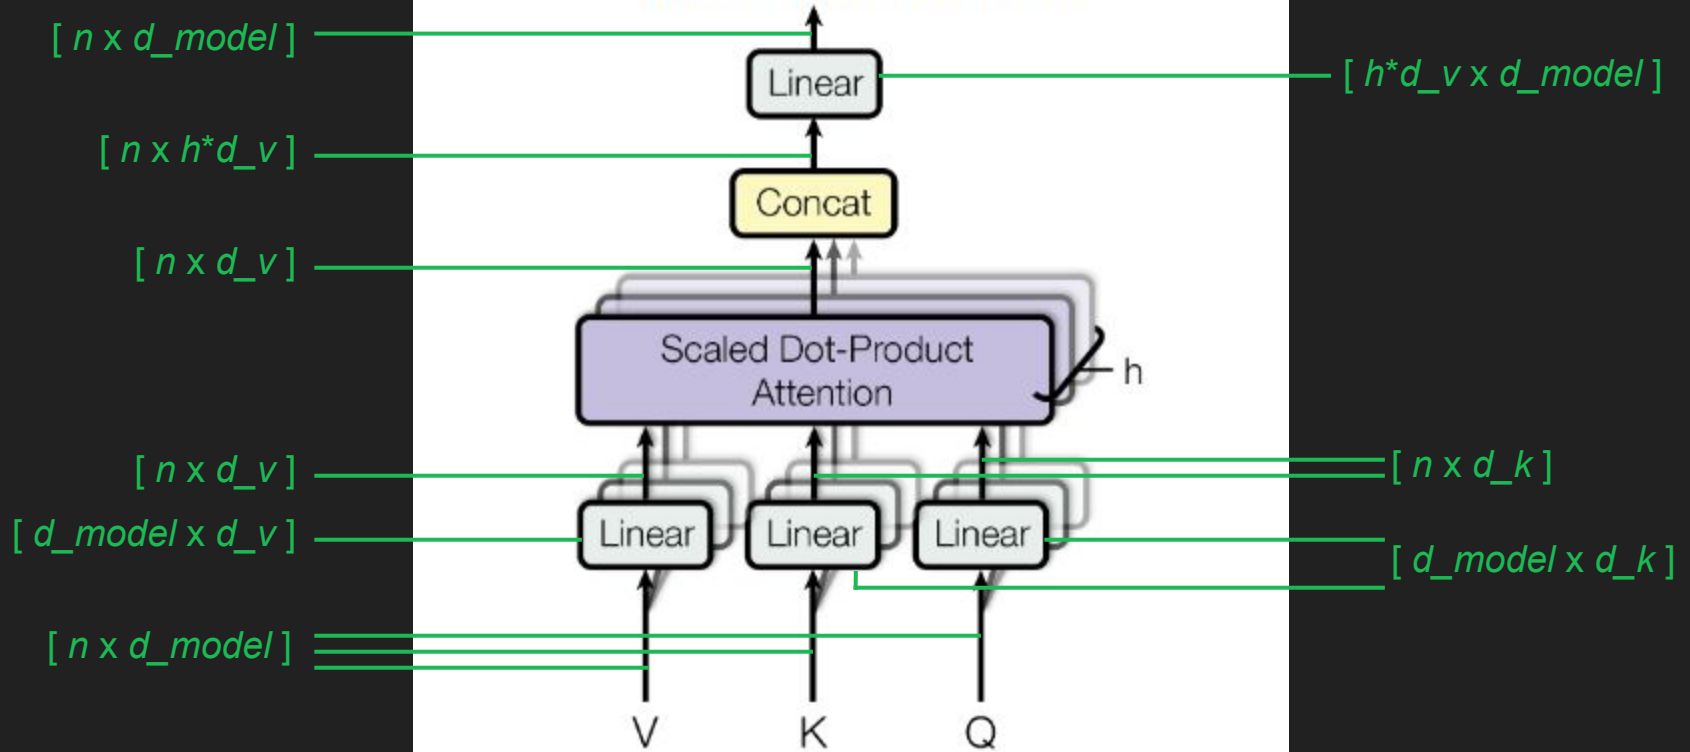 [ n x d_model ]
Linear
[ h*d_v x d_model ]
[ n x h*d_v ]
Concat
[ n x d_v ]
Scaled Dot-Product
Attention
h
[ n x d_v ]
[ n x d_k ]
[ d_model x d_v ]
Linear
Linear
Linear
[ d_model x d_k ]
[ n x d_model ]
V
K
Q